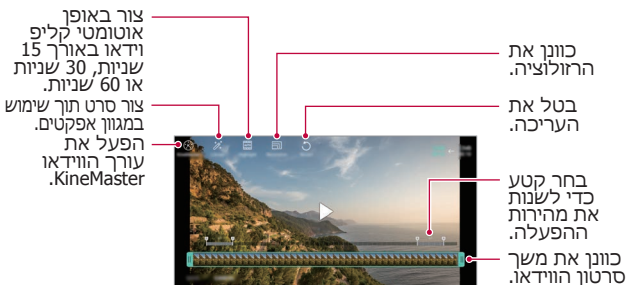 צור באופן
אוטומטי קליפ
וידאו באורך 15
שניות, 30 שניות
או 60 שניות.
צור סרט תוך שימוש
במגוון אפקטים.
הפעל את
עורך הווידאו
KineMaster.
כוונן את
הרזולוציה.
בטל את
העריכה.
בחר קטע
כדי לשנות
את מהירות
ההפעלה.
כוונן את משך
סרטון הווידאו.